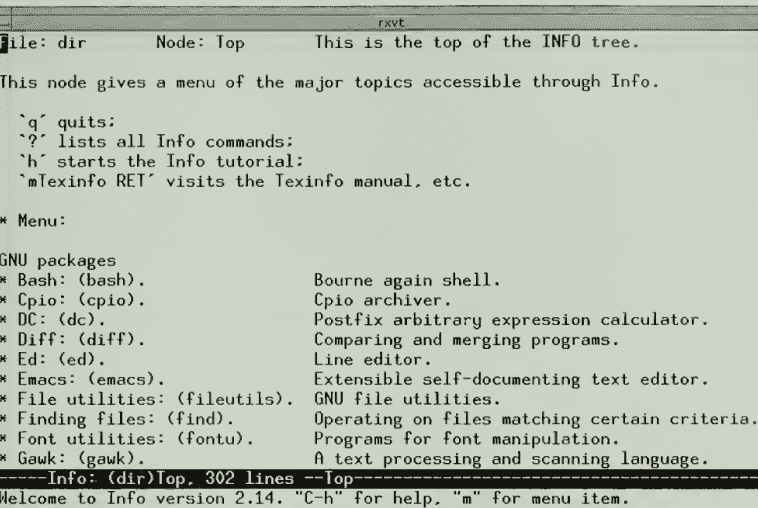 rxvt
File: dir Node: Top This is the top of the INFO tree.
This node gives a menu of the major topics accessible through Info.
`q´ quits;
`?´ lists all Info commands;
`h´ starts the Info tutorial;
`mTexinfo RET´ visits the Texinfo manual, etc.
* Menu:
GNU packages
* Bash: (bash). Bourne again shell.
* Cpio: (cpio). Cpio archiver.
* DC: (dc). Postfix arbitrary expression calculator.
* Diff: (diff). Comparing and merging programs.
* Ed: (ed). Line editor.
* Emacs: (emacs). Extensible self-documenting text editor.
* File utilities: (fileutils). GNU file utilities.
* Finding files: (find). Operating on files matching certain criteria.
* Font utilities: (fontu). Programs for font manipulation.
* Gawk: (gawk). A text processing and scanning language.
-----Info: (dir)Top, 302 lines --Top-----------------------------------------
Welcome to Info version 2.14. "C-h" for help, "m" for menu item.